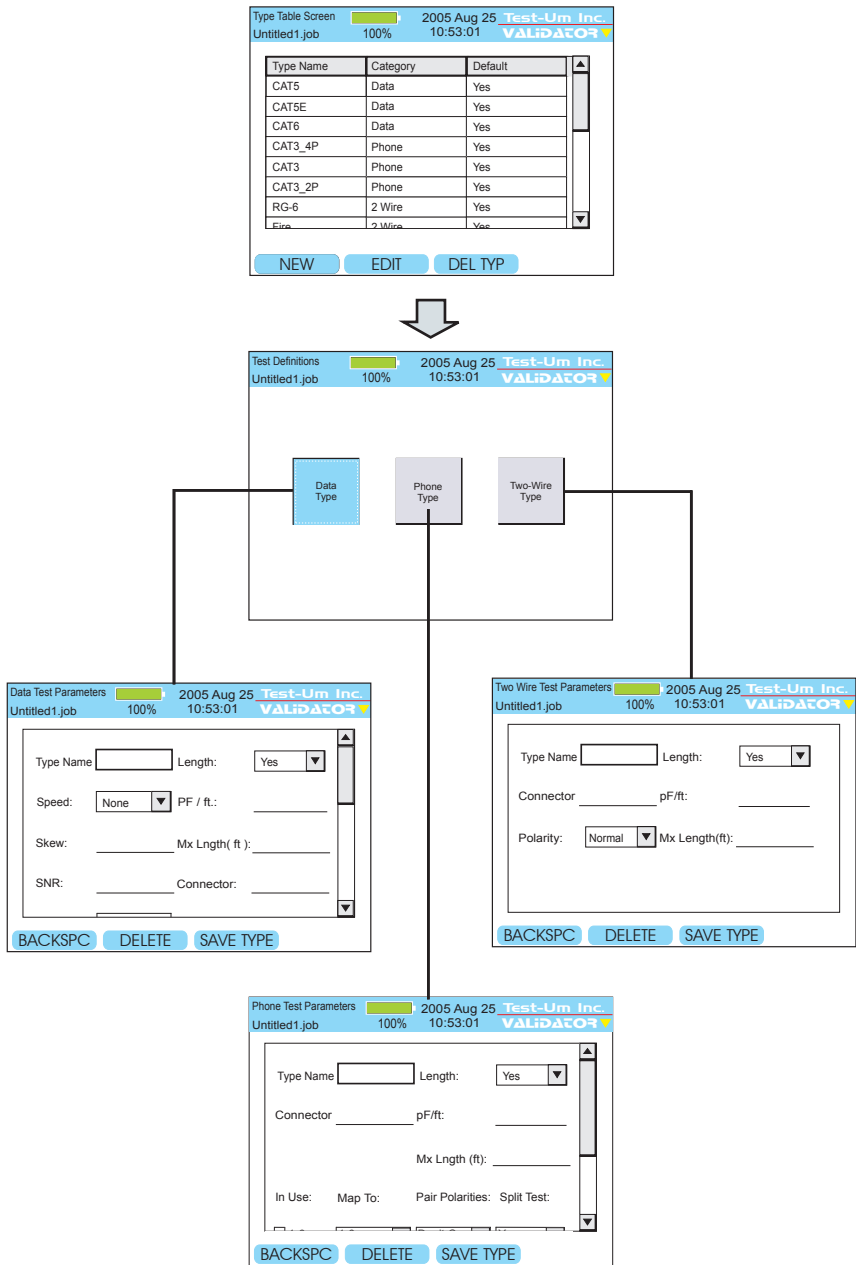 Type Table Screen 2005 Aug 25 Test-Um Inc.
Untitled1.job 100% 10:53:01 VALIDATOR
Type Name Category Default
CAT5 Data Yes
CAT5E Data Yes
CAT6 Data Yes
CAT3_4P Phone Yes
CAT3 Phone Yes
CAT3_2P Phone Yes
RG-6 2 Wire Yes
Fire 2 Wire Yes
NEW EDIT DEL TYP
Test Definitions 2005 Aug 25 Test-Um Inc.
Untitled1.job 100% 10:53:01 VALIDATOR
Data
Type
Phone
Type
Two-Wire
Type
Data Test Parameters 2005 Aug 25 Test-Um Inc.
Untitled1.job 100% 10:53:01 VALIDATOR
Type Name Length: Yes
Speed: None PF / ft.:
Skew: Mx Lngth( ft ):
SNR: Connector:
BACKSPC DELETE SAVE TYPE
Two Wire Test Parameters 2005 Aug 25 Test-Um Inc.
Untitled1.job 100% 10:53:01 VALIDATOR
Type Name Length: Yes
Connector pF/ft:
Polarity: Normal Mx Length(ft):
BACKSPC DELETE SAVE TYPE
Phone Test Parameters 2005 Aug 25 Test-Um Inc.
Untitled1.job 100% 10:53:01 VALIDATOR
Type Name Length: Yes
Connector pF/ft:
Mx Lngth (ft):
In Use: Map To: Pair Polarities: Split Test:
BACKSPC DELETE SAVE TYPE